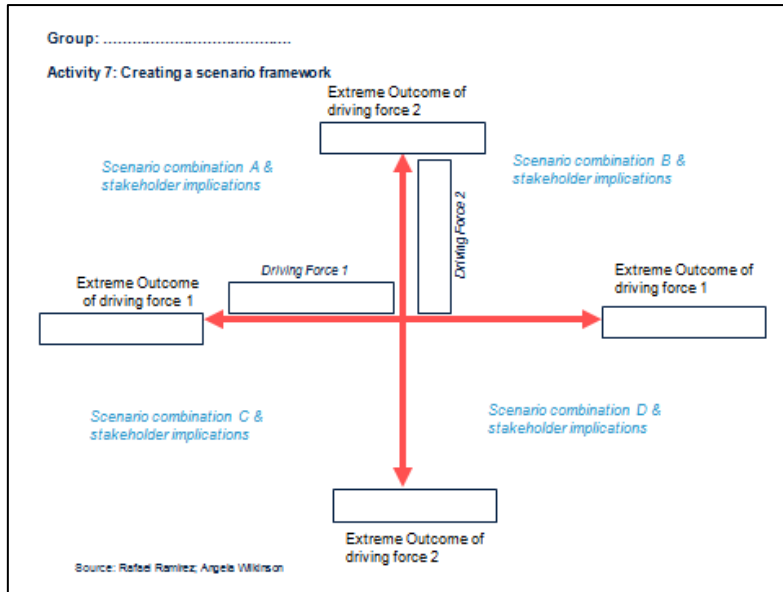 Group: ..........................................
Activity 7: Creating a scenario framework
Extreme Outcome of
driving force 2
Scenario combination A &
stakeholder implications
Scenario combination B &
stakeholder implications
Driving Force 2
Driving Force 1
Extreme Outcome
of driving force 1
Extreme Outcome of
driving force 1
Scenario combination C &
stakeholder implications
Scenario combination D &
stakeholder implications
Extreme Outcome of
driving force 2
Source: Rafael Ramirez; Angela Wilkinson